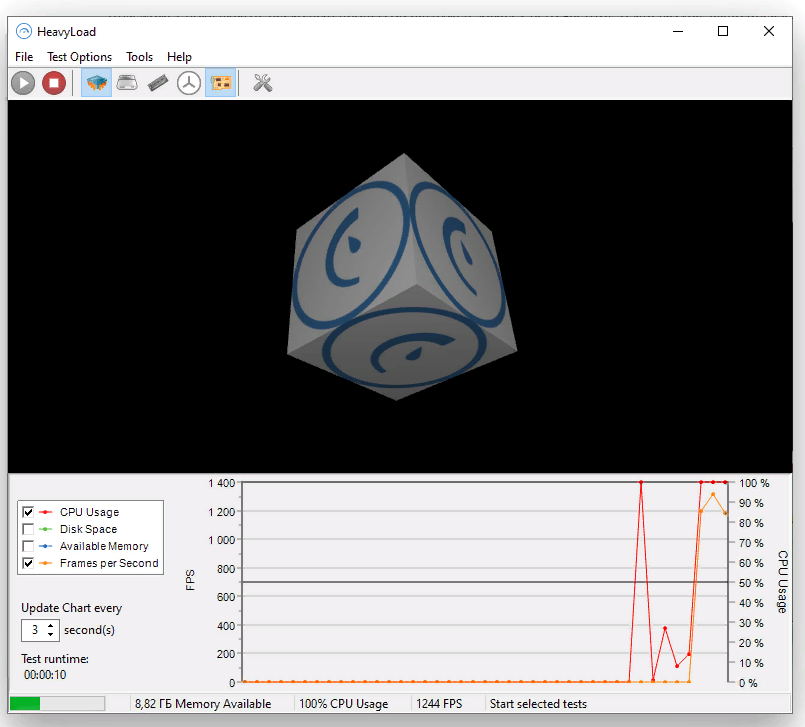 HeavyLoad
File Test Options Tools Help
CPU Usage
Disk Space
Available Memory
Frames per Second
Update Chart every
3 second(s)
Test runtime:
00:00:10
FPS
1 400
1 200
1 000
800
600
400
200
0
100 %
90 %
80 %
70 %
60 %
50 %
40 %
30 %
20 %
10 %
0 %
CPU Usage
8,82 ГБ Memory Available 100% CPU Usage 1244 FPS Start selected tests